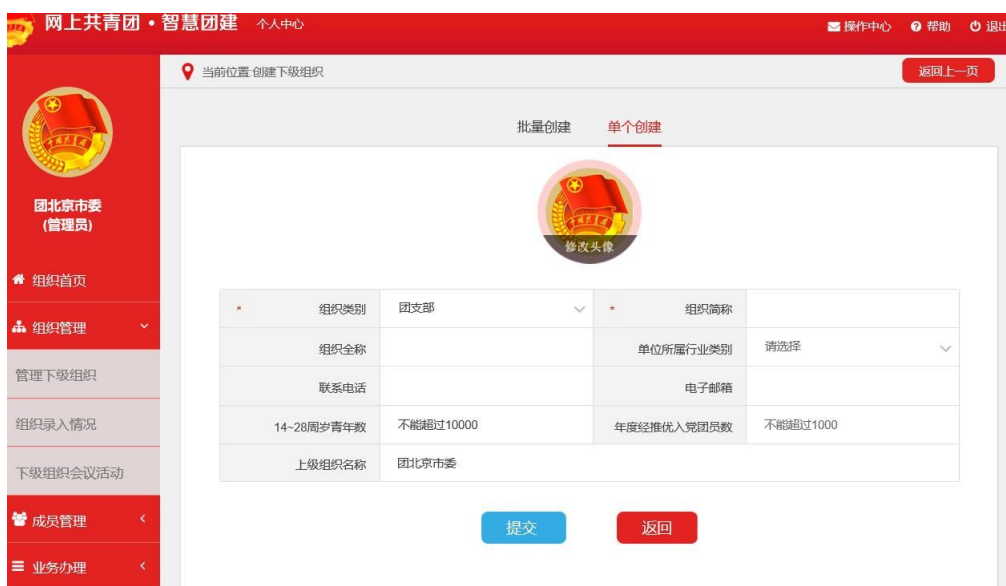 网上共青团·智慧团建 个人中心 操作中心 帮助 退出
当前位置:创建下级组织 返回上一页
批量创建 单个创建
修改头像
团北京市委
(管理员)
组织首页
组织管理
管理下级组织
组织录入情况
下级组织会议活动
成员管理
业务办理
* 组织类别 团支部 * 组织简称
组织全称 单位所属行业类别 请选择
联系电话 电子邮箱
14~28周岁青年数 不能超过10000 年度经推优入党团员数 不能超过1000
上级组织名称 团北京市委
提交 返回